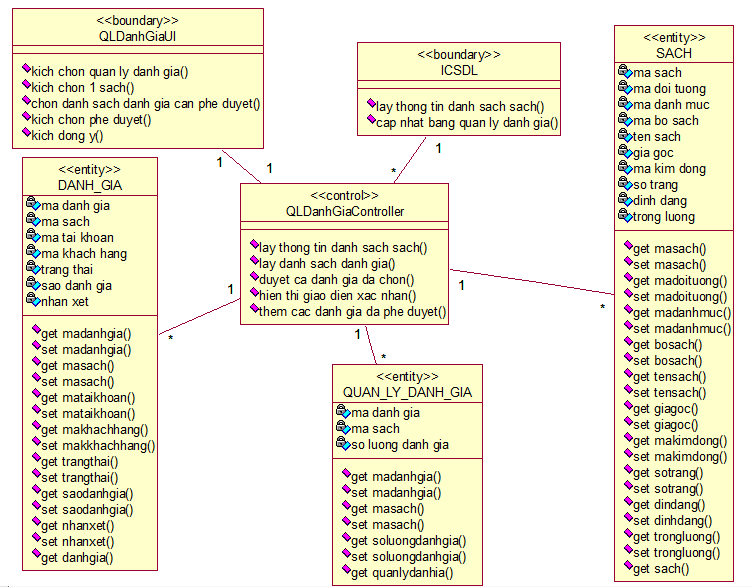 <<boundary>>
QLDanhGiaUI
kich chon quan ly danh gia()
kich chon 1 sach()
chon danh sach danh gia can phe duyet()
kich chon phe duyet()
kich dong y()
<<boundary>>
ICSDL
lay thong tin danh sach sach()
cap nhat bang quan ly danh gia()
<<entity>>
SACH
ma sach
ma doi tuong
ma danh muc
ma bo sach
ten sach
gia goc
ma kim dong
so trang
dinh dang
trong luong
get masach()
set masach()
get madoituong()
set madoituong()
get madanhmuc()
set madanhmuc()
get bosach()
set bosach()
get tensach()
set tensach()
get giagoc()
set giagoc()
get makimdong()
set makimdong()
get sotrang()
set sotrang()
get dindang()
set dinhdang()
get trongluong()
set trongluong()
get sach()
1
1
1
*
<<entity>>
DANH_GIA
ma danh gia
ma sach
ma tai khoan
ma khach hang
trang thai
sao danh gia
nhan xet
get madanhgia()
set madanhgia()
get masach()
set masach()
get mataikhoan()
set mataikhoan()
get makhachhang()
set makkhachhang()
get trangthai()
set trangthai()
get saodanhgia()
set saodanhgia()
get nhanxet()
set nhanxet()
get danhgia()
<<control>>
QLDanhGiaController
lay thong tin danh sach sach()
lay danh sach danh gia()
duyet ca danh gia da chon()
hien thi giao dien xac nhan()
them cac danh gia da phe duyet()
1
*
1
*
1
*
<<entity>>
QUAN_LY_DANH_GIA
ma danh gia
ma sach
so luong danh gia
get madanhgia()
set madanhgia()
get masach()
set masach()
get soluongdanhgia()
set soluongdanhgia()
get quanlydanhia()